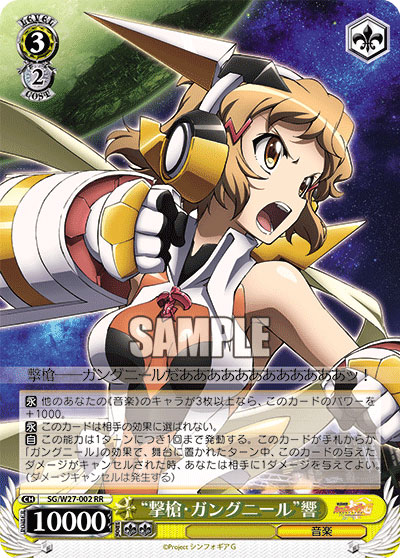 LEVEL
3
2
COST
SAMPLE
撃槍――ガングニールだあああああああああああああッ！
永 他のあなたの《音楽》のキャラが3枚以上なら、このカードのパワーを
+1000。
永 このカードは相手の効果に選ばれない。
自 この能力は1ターンにつき1回まで発動する。このカードが手札から
「ガングニール」の効果で、舞台に置かれたターン中、このカードの与えた
ダメージがキャンセルされた時、あなたは相手に1ダメージを与えてよい。
(ダメージキャンセルは発生する)
CH SG/W27-002 RR
10000
“撃槍・ガングニール”響
音楽
©Project シンフォギアG